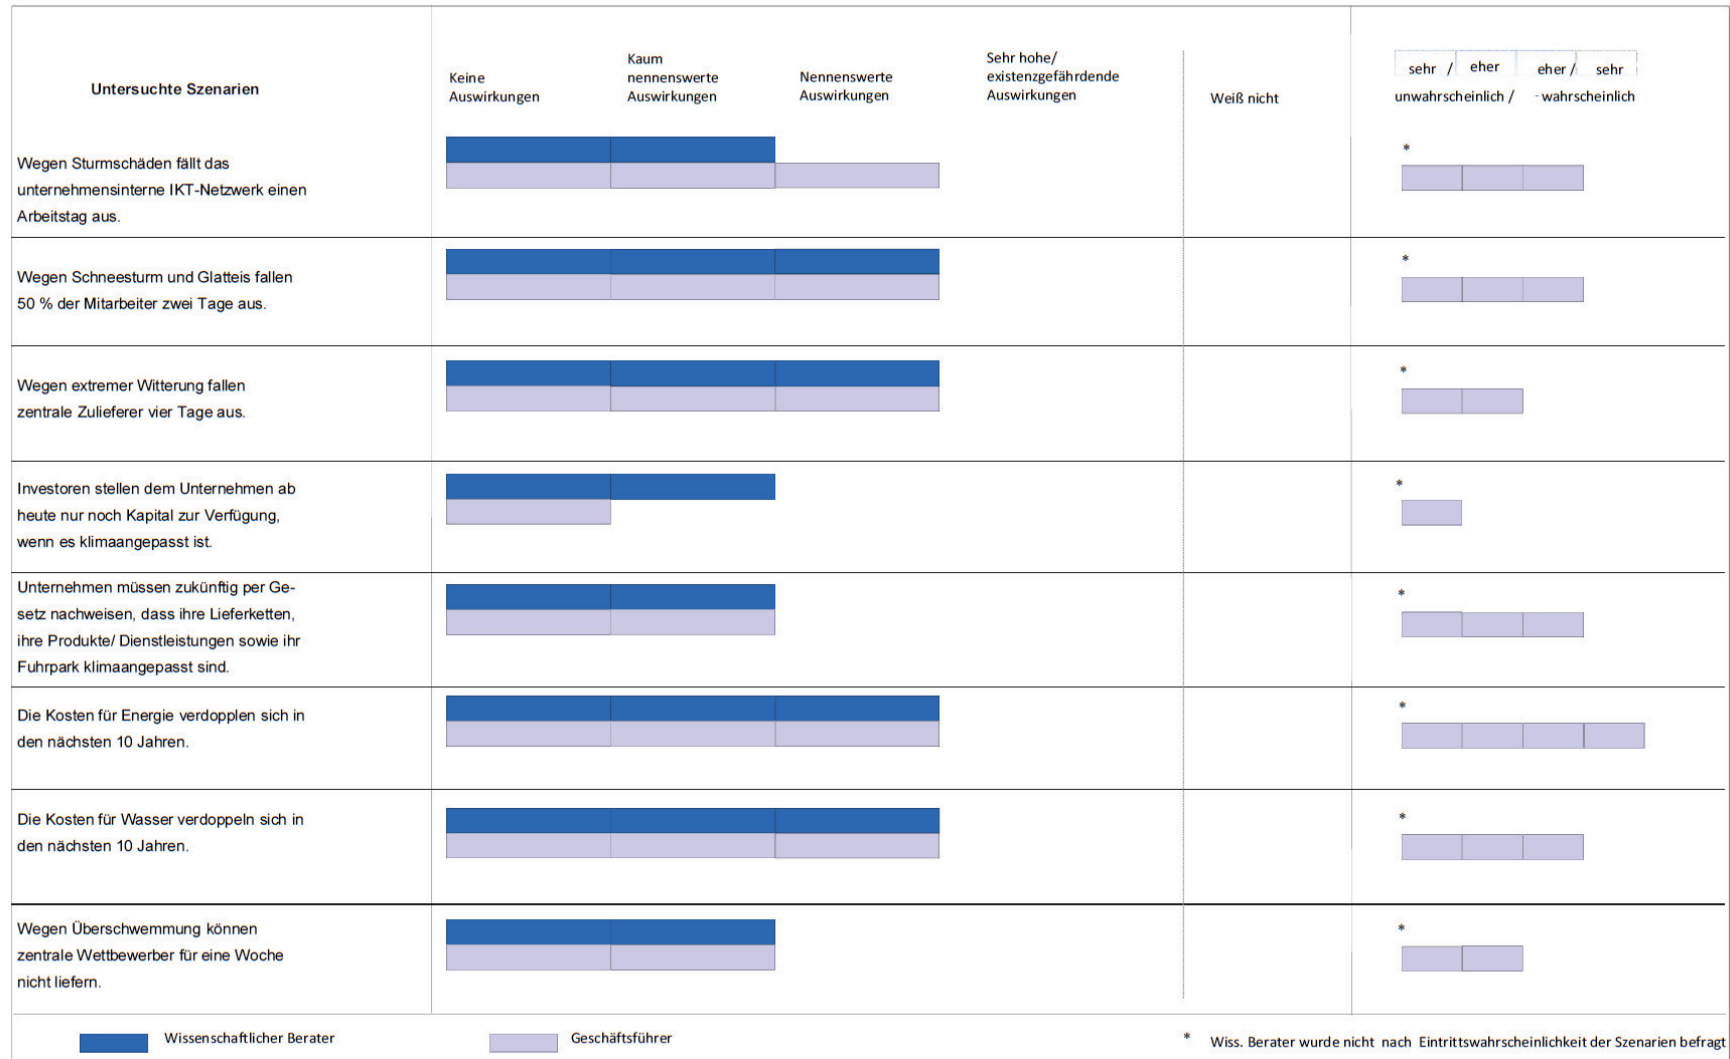 Untersuchte Szenarien
Keine
Auswirkungen
Kaum
nennenswerte
Auswirkungen
Nennenswerte
Auswirkungen
Sehr hohe/
existenzgefährdende
Auswirkungen
Weiß nicht
sehr / eher eher / sehr
unwahrscheinlich / -wahrscheinlich
Wegen Sturmschäden fällt das
unternehmensinterne IKT-Netzwerk einen
Arbeitstag aus.
*
Wegen Schneesturm und Glatteis fallen
50 % der Mitarbeiter zwei Tage aus.
*
Wegen extremer Witterung fallen
zentrale Zulieferer vier Tage aus.
*
Investoren stellen dem Unternehmen ab
heute nur noch Kapital zur Verfügung,
wenn es klimaangepasst ist.
*
Unternehmen müssen zukünftig per Ge-
setz nachweisen, dass ihre Lieferketten,
ihre Produkte/ Dienstleistungen sowie ihr
Fuhrpark klimaangepasst sind.
*
Die Kosten für Energie verdopplen sich in
den nächsten 10 Jahren.
*
Die Kosten für Wasser verdoppeln sich in
den nächsten 10 Jahren.
*
Wegen Überschwemmung können
zentrale Wettbewerber für eine Woche
nicht liefern.
*
Wissenschaftlicher Berater
Geschäftsführer
* Wiss. Berater wurde nicht nach Eintrittswahrscheinlichkeit der Szenarien befragt